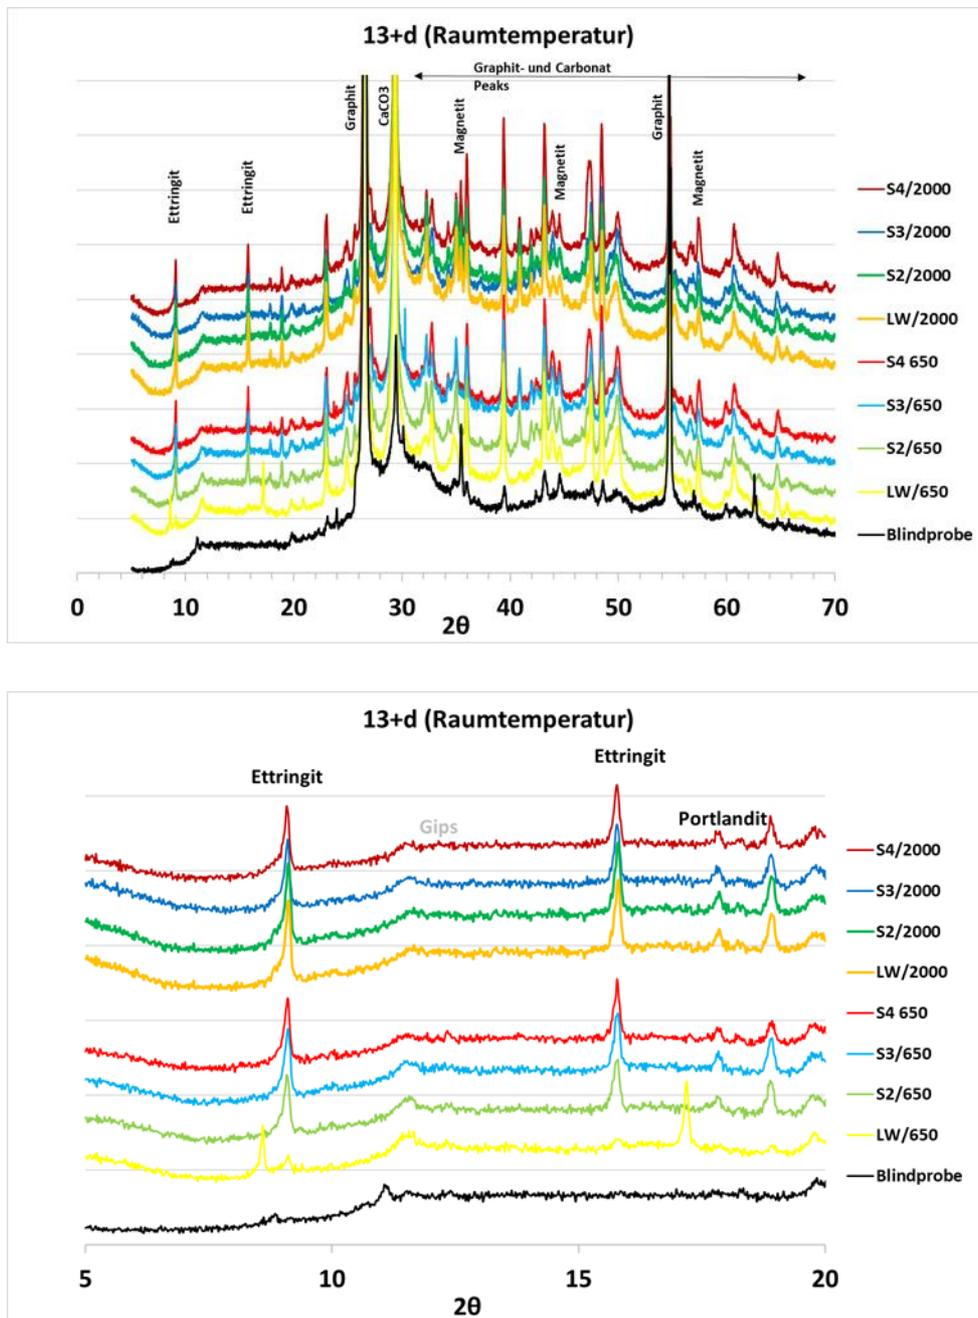 13+d (Raumtemperatur)
Graphit- und Carbonat
Peaks
Ettringit
Ettringit
Graphit
CaCO3
Magnetit
Magnetit
Graphit
Magnetit
S4/2000
S3/2000
S2/2000
LW/2000
S4 650
S3/650
S2/650
LW/650
Blindprobe
0 10 20 30 40 50 60 70
2θ
13+d (Raumtemperatur)
Ettringit
Ettringit
Gips
Portlandit
S4/2000
S3/2000
S2/2000
LW/2000
S4 650
S3/650
S2/650
LW/650
Blindprobe
5 10 15 20
2θ